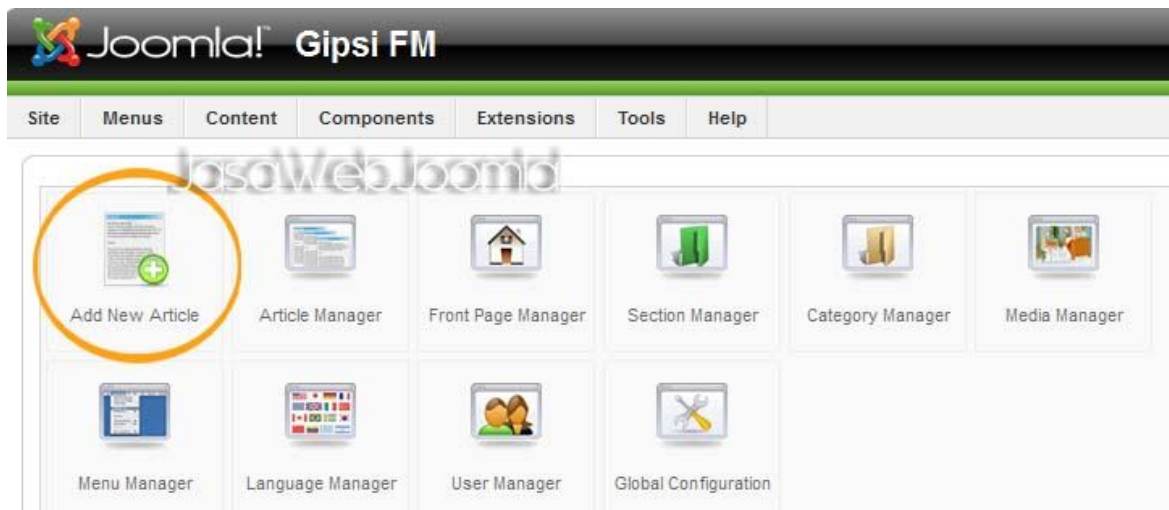 Joomla!™ Gipsi FM
Site Menus Content Components Extensions Tools Help
JasaWebJoomla
Add New Article Article Manager Front Page Manager Section Manager Category Manager Media Manager
Menu Manager Language Manager User Manager Global Configuration